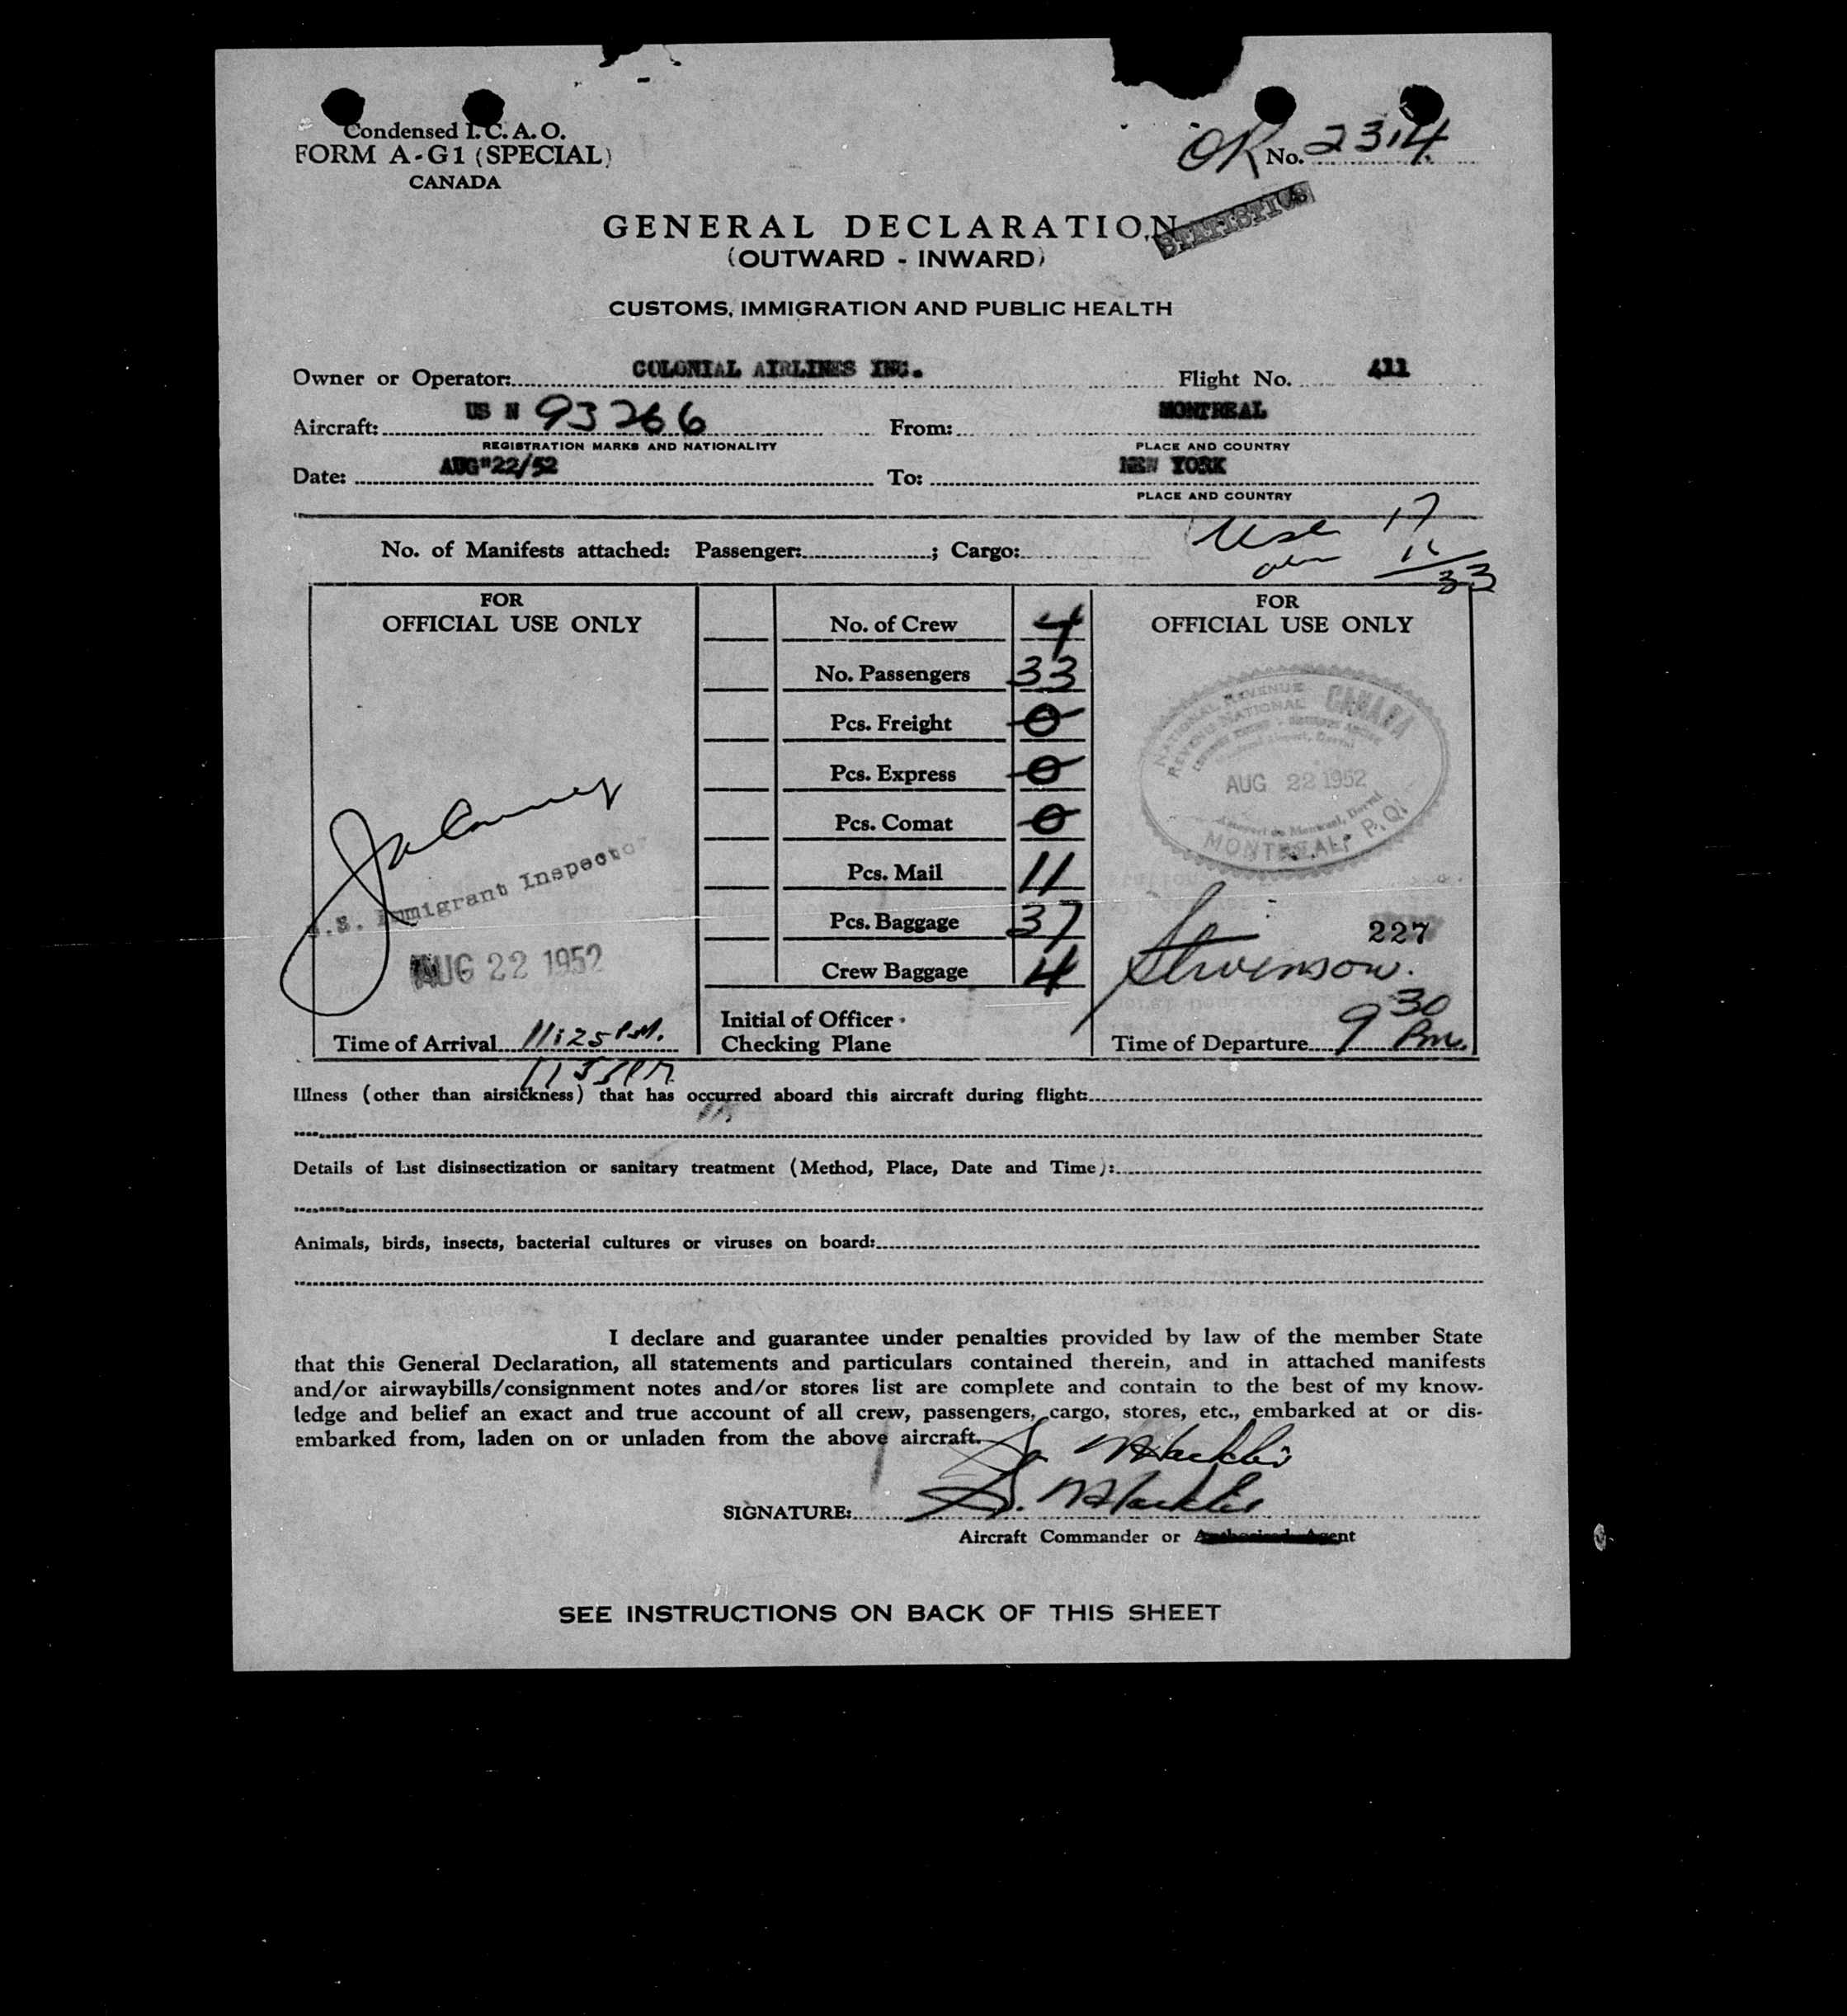 Condensed I. C. A. O.
FORM A-G1 (SPECIAL)
CANADA
OK No. 2314
STATISTICS
GENERAL DECLARATION
(OUTWARD - INWARD)
CUSTOMS, IMMIGRATION AND PUBLIC HEALTH
Owner or Operator: COLONIAL AIRLINES INC. Flight No. 411
Aircraft: US N 93266 From: MONTREAL
REGISTRATION MARKS AND NATIONALITY PLACE AND COUNTRY
Date: AUG"22/52 To: NEW YORK
PLACE AND COUNTRY
17
No. of Manifests attached: Passenger: ; Cargo:
33
FOR
OFFICIAL USE ONLY
No. of Crew 4
No. Passengers 33
Pcs. Freight 0
Pcs. Express 0
Pcs. Comat 0
Pcs. Mail 11
Pcs. Baggage 37
Crew Baggage 4
Initial of Officer
Checking Plane
FOR
OFFICIAL USE ONLY
NATIONAL REVENUE
REVENU NATIONAL
CANADA
AUG 22 1952
MONTREAL, P.Q.
227
Stevenson.
Time of Departure 9 30 Pm.
Immigrant Inspector
AUG 22 1952
Time of Arrival 11:25 P.M.
Illness (other than airsickness) that has occurred aboard this aircraft during flight:
Details of last disinsectization or sanitary treatment (Method, Place, Date and Time):
Animals, birds, insects, bacterial cultures or viruses on board:
I declare and guarantee under penalties provided by law of the member State
that this General Declaration, all statements and particulars contained therein, and in attached manifests
and/or airwaybills/consignment notes and/or stores list are complete and contain to the best of my know-
ledge and belief an exact and true account of all crew, passengers, cargo, stores, etc., embarked at or dis-
embarked from, laden on or unladen from the above aircraft.
SIGNATURE:
Aircraft Commander or Authorized Agent
SEE INSTRUCTIONS ON BACK OF THIS SHEET